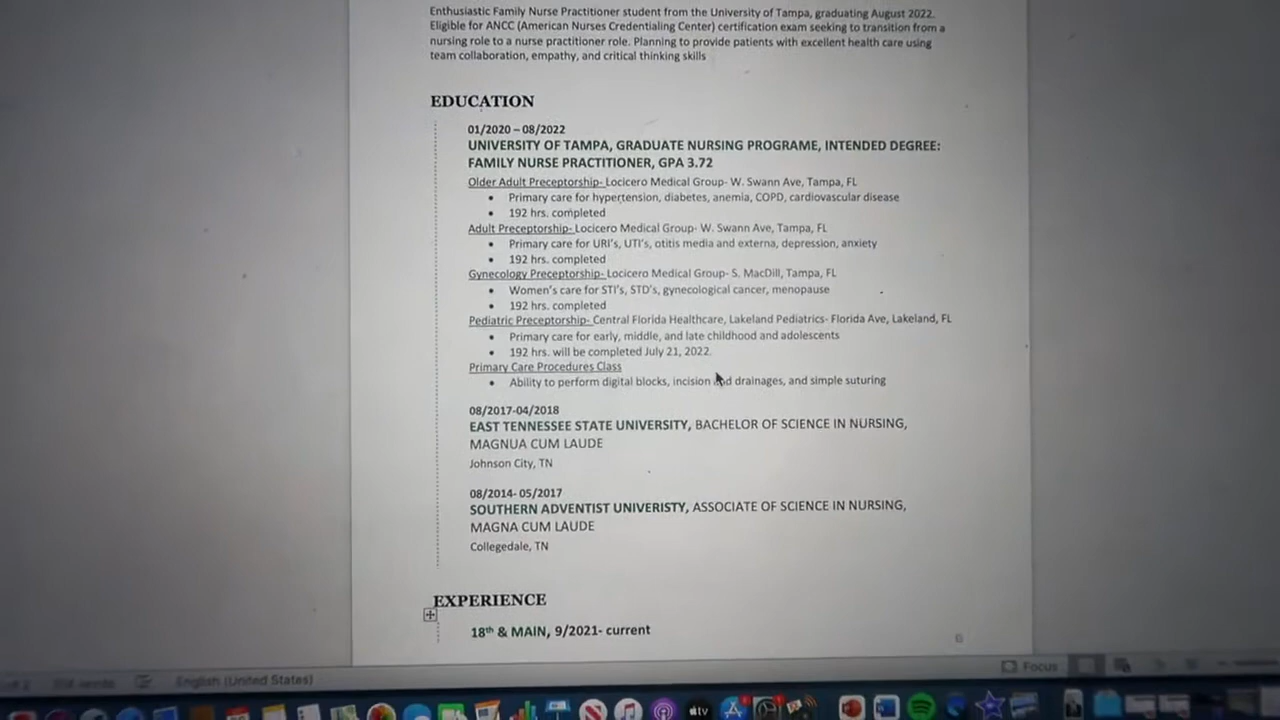 Enthusiastic Family Nurse Practitioner student from the University of Tampa, graduating August 2022.
Eligible for ANCC (American Nurses Credentialing Center) certification exam seeking to transition from a
nursing role to a nurse practitioner role. Planning to provide patients with excellent health care using
team collaboration, empathy, and critical thinking skills
EDUCATION
01/2020 – 08/2022
UNIVERSITY OF TAMPA, GRADUATE NURSING PROGRAME, INTENDED DEGREE:
FAMILY NURSE PRACTITIONER, GPA 3.72
Older Adult Preceptorship- Locicero Medical Group- W. Swann Ave, Tampa, FL
• Primary care for hypertension, diabetes, anemia, COPD, cardiovascular disease
• 192 hrs. completed
Adult Preceptorship- Locicero Medical Group- W. Swann Ave, Tampa, FL
• Primary care for URI's, UTI's, otitis media and externa, depression, anxiety
• 192 hrs. completed
Gynecology Preceptorship- Locicero Medical Group- S. MacDill, Tampa, FL
• Women's care for STI's, STD's, gynecological cancer, menopause
• 192 hrs. completed
Pediatric Preceptorship- Central Florida Healthcare, Lakeland Pediatrics- Florida Ave, Lakeland, FL
• Primary care for early, middle, and late childhood and adolescents
• 192 hrs. will be completed July 21, 2022.
Primary Care Procedures Class
• Ability to perform digital blocks, incision and drainages, and simple suturing
08/2017-04/2018
EAST TENNESSEE STATE UNIVERSITY, BACHELOR OF SCIENCE IN NURSING,
MAGNUA CUM LAUDE
Johnson City, TN
08/2014- 05/2017
SOUTHERN ADVENTIST UNIVERISTY, ASSOCIATE OF SCIENCE IN NURSING,
MAGNA CUM LAUDE
Collegedale, TN
EXPERIENCE
18th & MAIN, 9/2021- current
English (United States)
Focus
tv